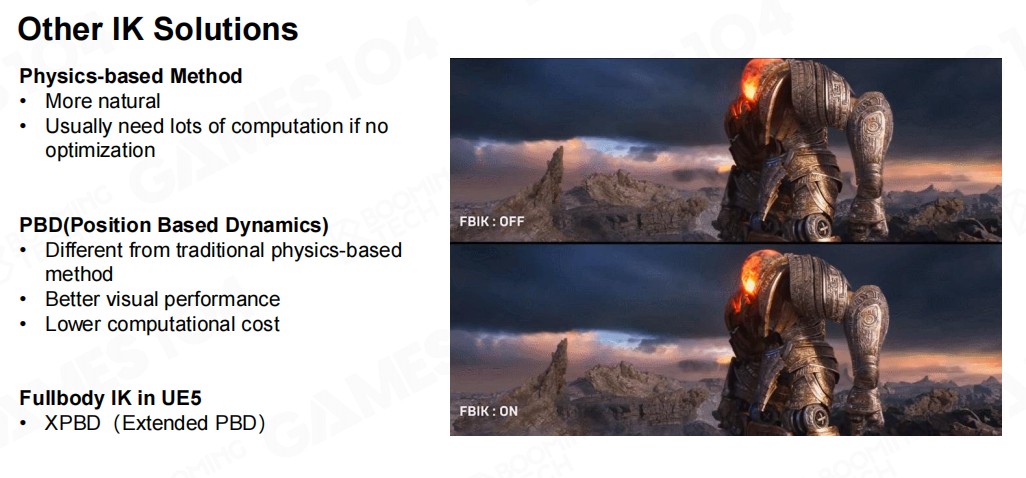 Other IK Solutions
Physics-based Method
• More natural
• Usually need lots of computation if no
optimization
PBD(Position Based Dynamics)
• Different from traditional physics-based
method
• Better visual performance
• Lower computational cost
Fullbody IK in UE5
• XPBD（Extended PBD）
FBIK : OFF
FBIK : ON
GAMES104